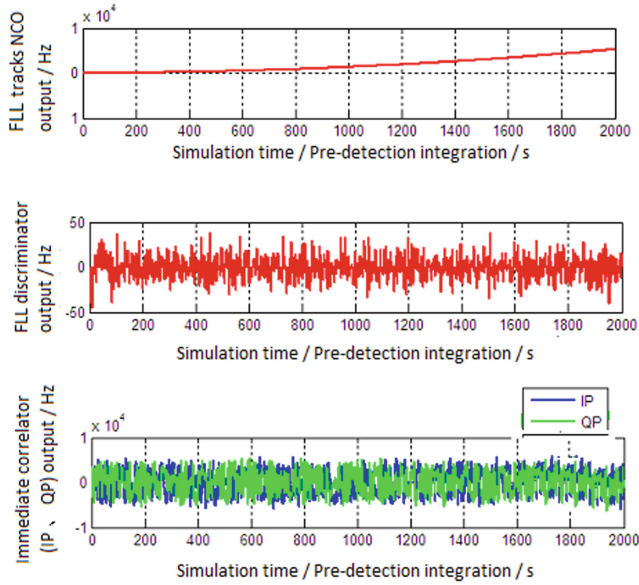 1 x 10⁴
FLL tracks NCO
output / Hz
1
0
1
0 200 400 600 800 1000 1200 1400 1600 1800 2000
Simulation time / Pre-detection integration / s
FLL discriminator
output / Hz
50
0
-50
0 200 400 600 800 1000 1200 1400 1600 1800 2000
Simulation time / Pre-detection integration / s
IP
QP
Immediate correlator
(IP 、 QP) output / Hz
1 x 10⁴
0
-1
0 200 400 600 800 1000 1200 1400 1600 1800 2000
Simulation time / Pre-detection integration / s